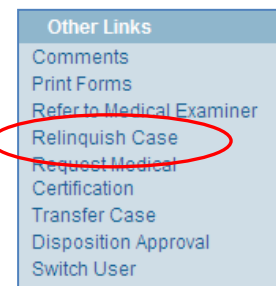 Other Links
Comments
Print Forms
Refer to Medical Examiner
Relinquish Case
Request Medical
Certification
Transfer Case
Disposition Approval
Switch User